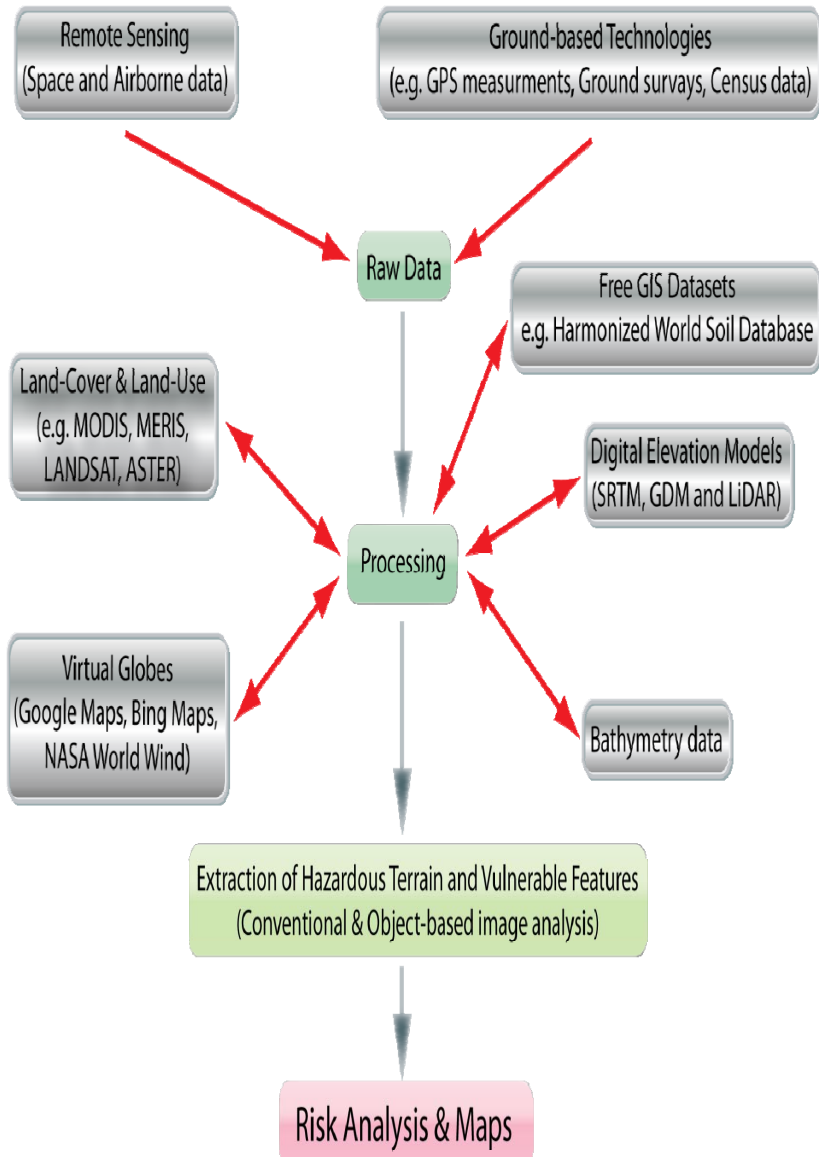 Remote Sensing
(Space and Airborne data)
Ground-based Technologies
(e.g. GPS measurments, Ground survays, Census data)
Raw Data
Free GIS Datasets
e.g. Harmonized World Soil Database
Land-Cover & Land-Use
(e.g. MODIS, MERIS,
LANDSAT, ASTER)
Digital Elevation Models
(SRTM, GDM and LiDAR)
Processing
Virtual Globes
(Google Maps, Bing Maps,
NASA World Wind)
Bathymetry data
Extraction of Hazardous Terrain and Vulnerable Features
(Conventional & Object-based image analysis)
Risk Analysis & Maps